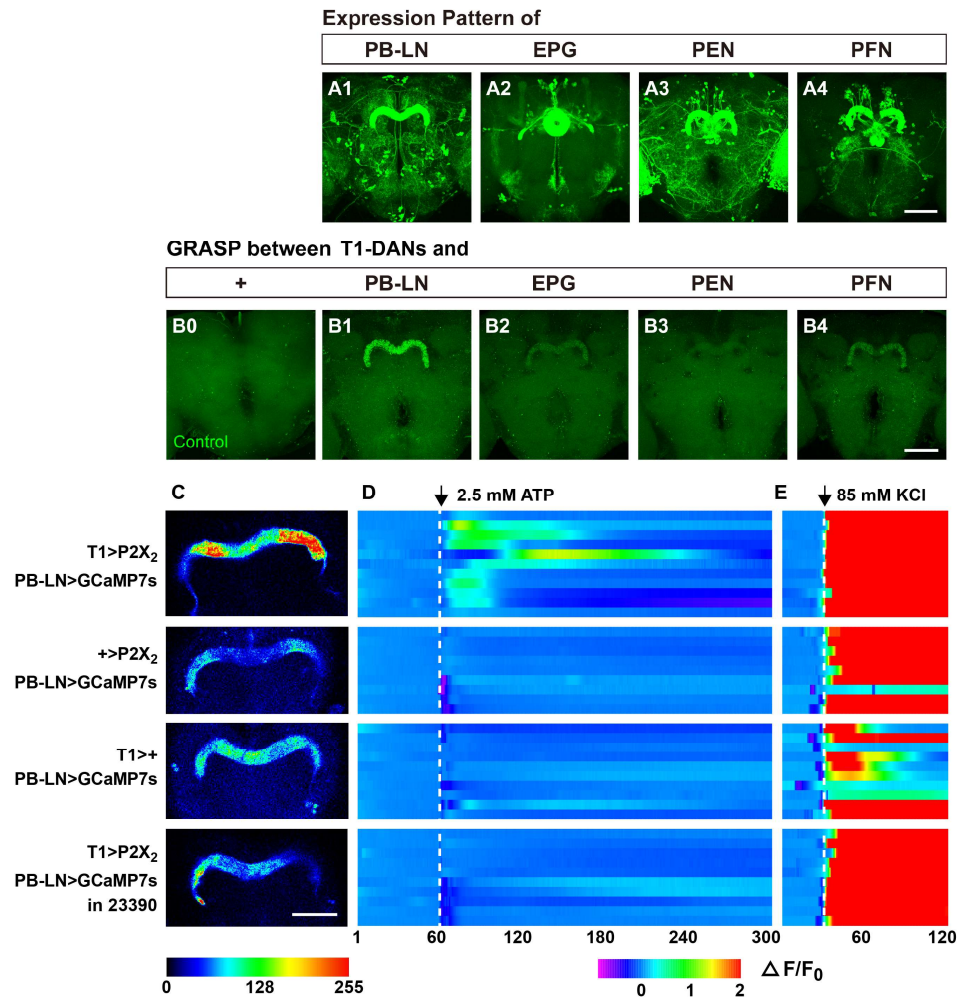 Expression Pattern of
PB-LN EPG PEN PFN
A1 A2 A3 A4
GRASP between T1-DANs and
+ PB-LN EPG PEN PFN
B0 B1 B2 B3 B4
Control
C D 2.5 mM ATP E 85 mM KCl
T1>P2X₂
PB-LN>GCaMP7s
+>P2X₂
PB-LN>GCaMP7s
T1>+
PB-LN>GCaMP7s
T1>P2X₂
PB-LN>GCaMP7s
in 23390
1 60 120 180 240 300 60 120
0 128 255
0 1 2 Δ F/F₀